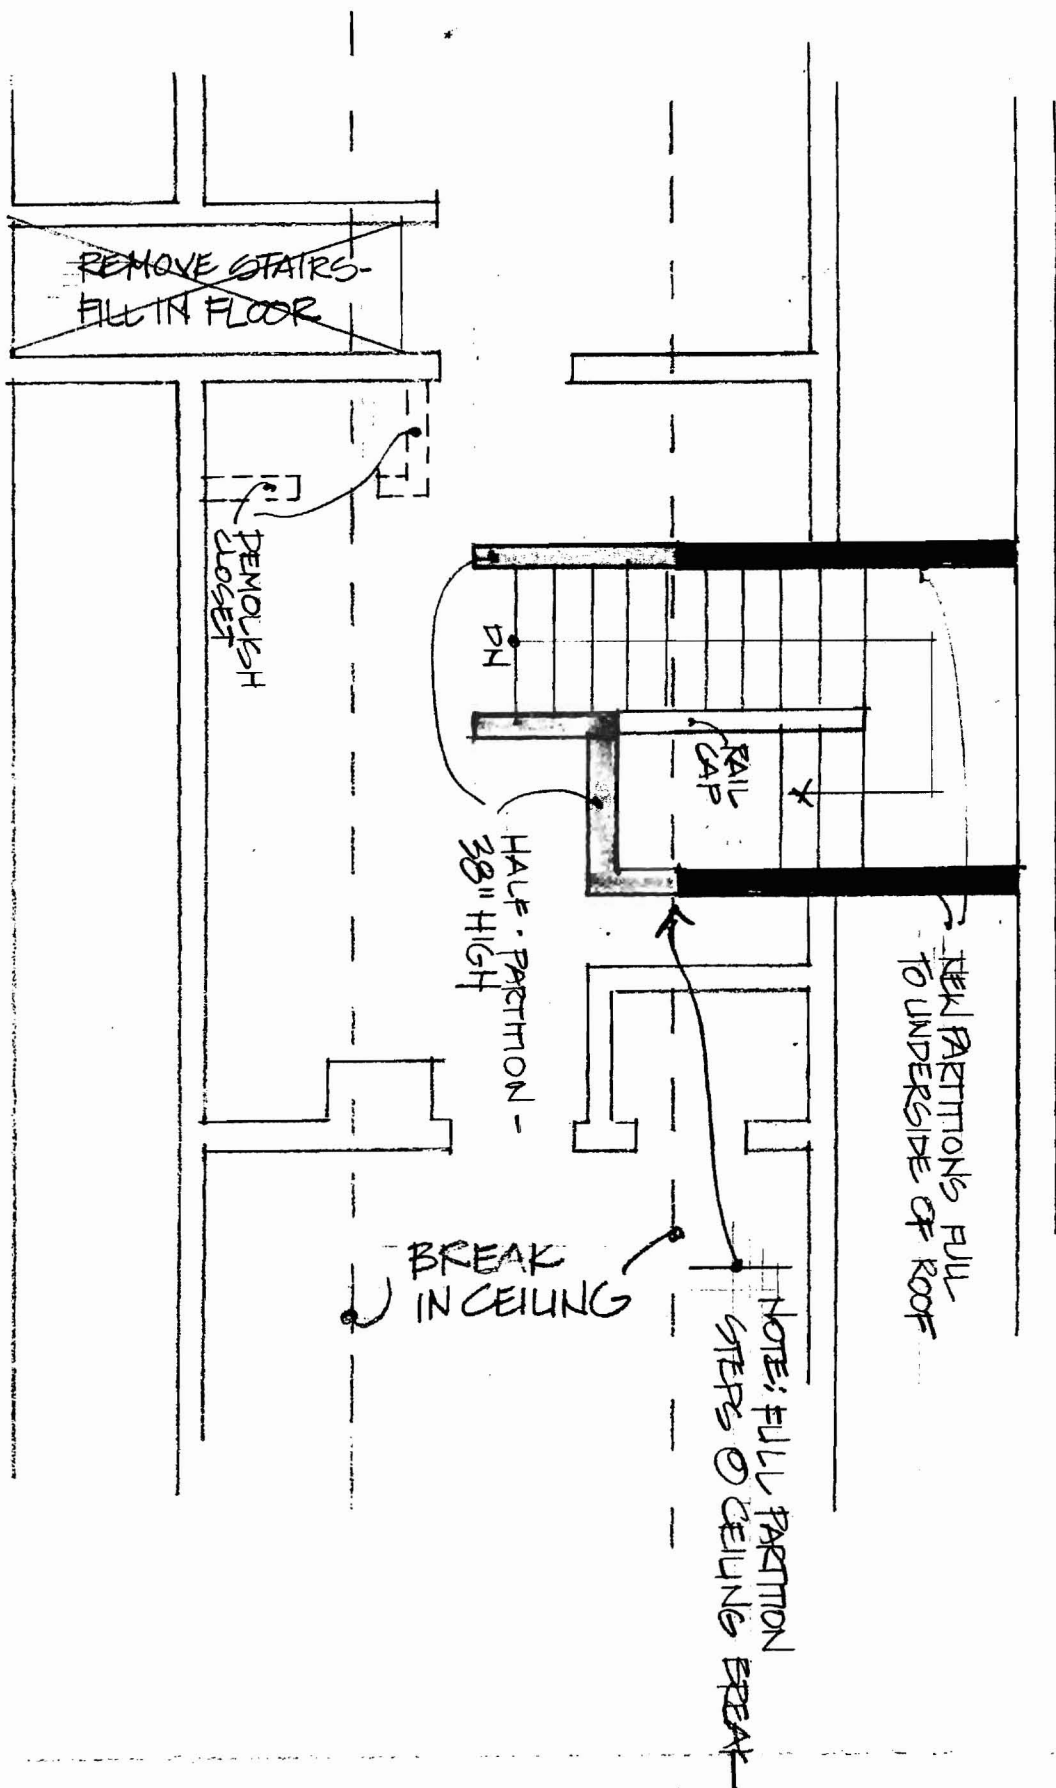 REMOVE STAIRS-
FILL IN FLOOR
DEMOLISH
CLOSET
DN
RAIL
CAP
HALF-PARTITION-
38" HIGH
NEW PARTITIONS FULL
TO UNDERSIDE OF ROOF
BREAK
IN CEILING
NOTE: FULL PARTITION
STEPS @ CEILING BREAK